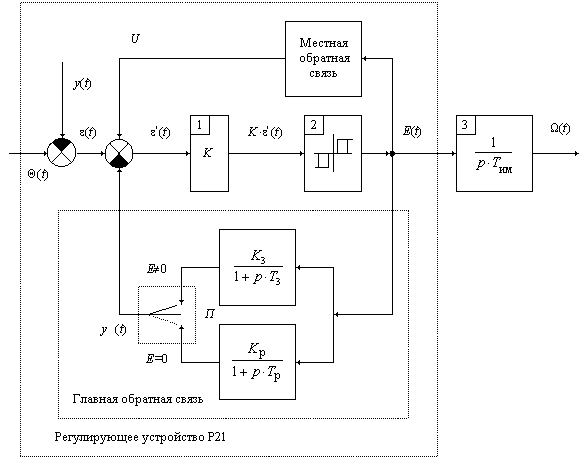 U
Местная
обратная
связь
y(t)
ε(t)
ε'(t)
1
K
K·ε'(t)
2
E(t)
3
1
p·Tим
Ω(t)
Θ(t)
Kз
1+ p·Tз
E≠0
П
y (t)
E=0
Kр
1+ p·Tр
Главная обратная связь
Регулирующее устройство Р21